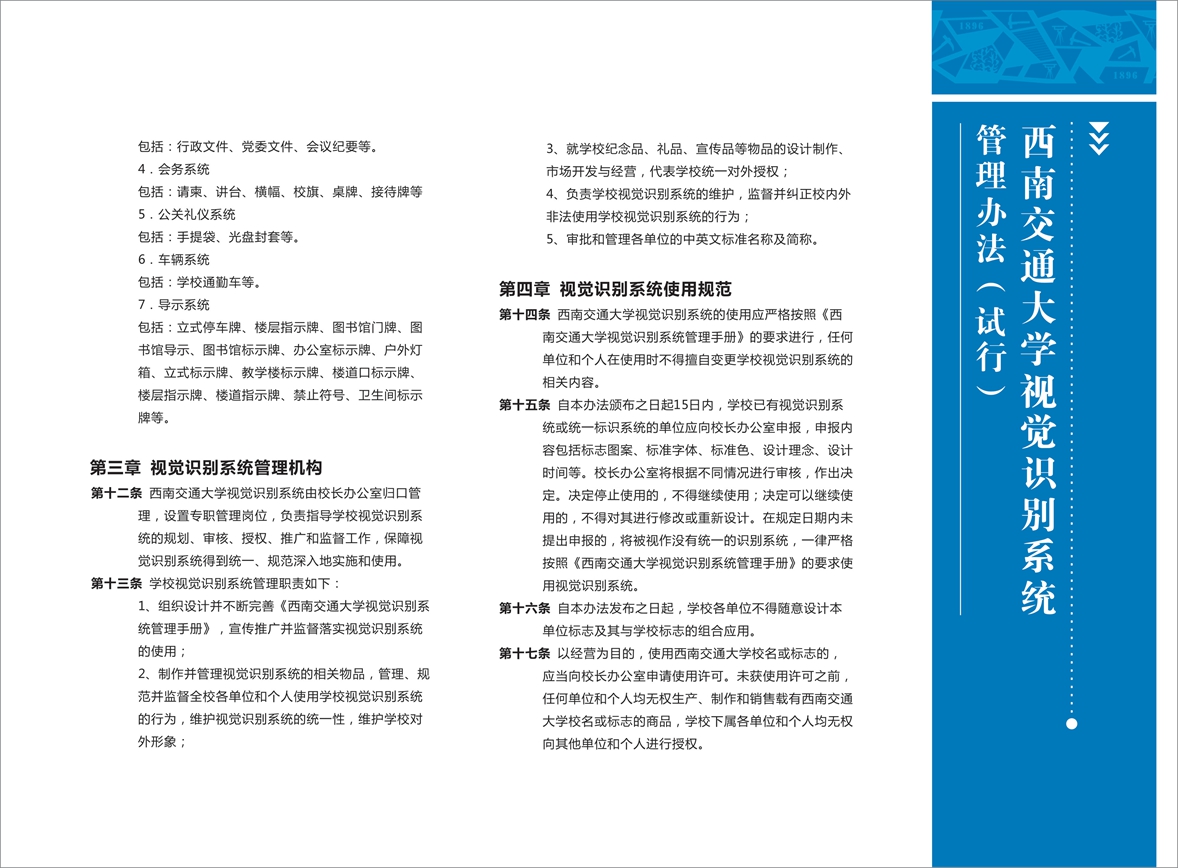 包括：行政文件、党委文件、会议纪要等。
4．会务系统
包括：请柬、讲台、横幅、校旗、桌牌、接待牌等
5．公关礼仪系统
包括：手提袋、光盘封套等。
6．车辆系统
包括：学校通勤车等。
7．导示系统
包括：立式停车牌、楼层指示牌、图书馆门牌、图
书馆导示、图书馆标示牌、办公室标示牌、户外灯
箱、立式标示牌、教学楼标示牌、楼道口标示牌、
楼层指示牌、楼道指示牌、禁止符号、卫生间标示
牌等。
第三章 视觉识别系统管理机构
第十二条 西南交通大学视觉识别系统由校长办公室归口管
理，设置专职管理岗位，负责指导学校视觉识别系
统的规划、审核、授权、推广和监督工作，保障视
觉识别系统得到统一、规范深入地实施和使用。
第十三条 学校视觉识别系统管理职责如下：
1、组织设计并不断完善《西南交通大学视觉识别系
统管理手册》，宣传推广并监督落实视觉识别系统
的使用；
2、制作并管理视觉识别系统的相关物品，管理、规
范并监督全校各单位和个人使用学校视觉识别系统
的行为，维护视觉识别系统的统一性，维护学校对
外形象；
3、就学校纪念品、礼品、宣传品等物品的设计制作、
市场开发与经营，代表学校统一对外授权；
4、负责学校视觉识别系统的维护，监督并纠正校内外
非法使用学校视觉识别系统的行为；
5、审批和管理各单位的中英文标准名称及简称。
第四章 视觉识别系统使用规范
第十四条 西南交通大学视觉识别系统的使用应严格按照《西
南交通大学视觉识别系统管理手册》的要求进行，任何
单位和个人在使用时不得擅自变更学校视觉识别系统的
相关内容。
第十五条 自本办法颁布之日起15日内，学校已有视觉识别系
统或统一标识系统的单位应向校长办公室申报，申报内
容包括标志图案、标准字体、标准色、设计理念、设计
时间等。校长办公室将根据不同情况进行审核，作出决
定。决定停止使用的，不得继续使用；决定可以继续使
用的，不得对其进行修改或重新设计。在规定日期内未
提出申报的，将被视作没有统一的识别系统，一律严格
按照《西南交通大学视觉识别系统管理手册》的要求使
用视觉识别系统。
第十六条 自本办法发布之日起，学校各单位不得随意设计本
单位标志及其与学校标志的组合应用。
第十七条 以经营为目的，使用西南交通大学校名或标志的，
应当向校长办公室申请使用许可。未获使用许可之前，
任何单位和个人均无权生产、制作和销售载有西南交通
大学校名或标志的商品，学校下属各单位和个人均无权
向其他单位和个人进行授权。
1896
1896
西南交通大学视觉识别系统
管理办法（试行）